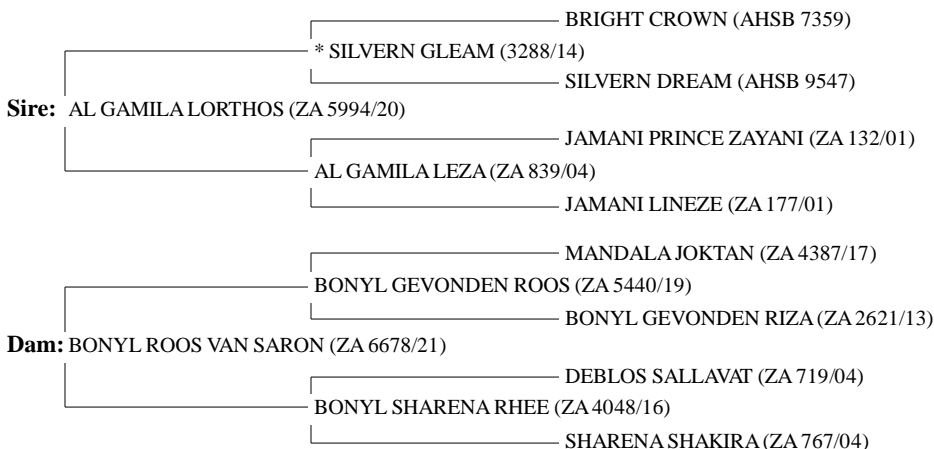 BRIGHT CROWN (AHSB 7359)
* SILVERN GLEAM (3288/14)
SILVERN DREAM (AHSB 9547)
Sire: AL GAMILA LORTHOS (ZA 5994/20)
JAMANI PRINCE ZAYANI (ZA 132/01)
AL GAMILA LEZA (ZA 839/04)
JAMANI LINEZE (ZA 177/01)
MANDALA JOKTAN (ZA 4387/17)
BONYL GEVONDEN ROOS (ZA 5440/19)
BONYL GEVONDEN RIZA (ZA 2621/13)
Dam: BONYL ROOS VAN SARON (ZA 6678/21)
DEBLOS SALLAVAT (ZA 719/04)
BONYL SHARENA RHEE (ZA 4048/16)
SHARENA SHAKIRA (ZA 767/04)